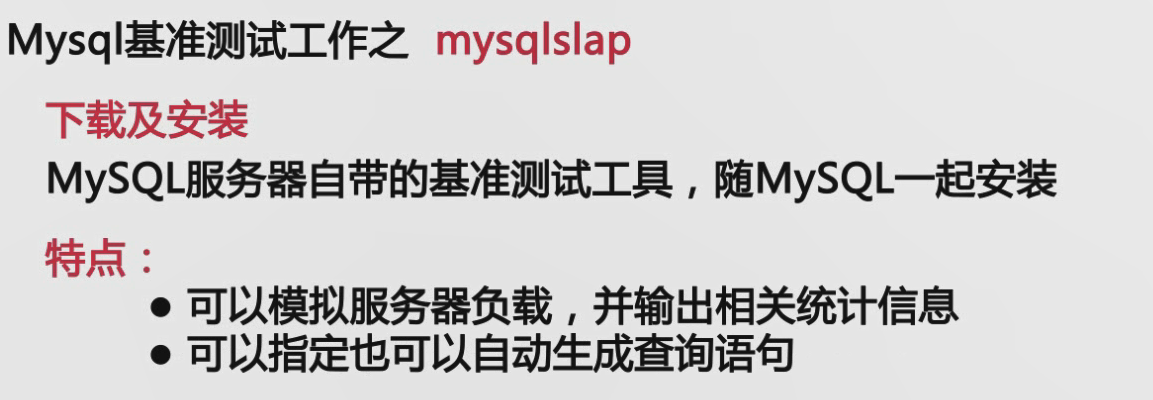 Mysql基准测试工作之 mysqlslap
下载及安装
MySQL服务器自带的基准测试工具，随MySQL一起安装
特点：
● 可以模拟服务器负载，并输出相关统计信息
● 可以指定也可以自动生成查询语句